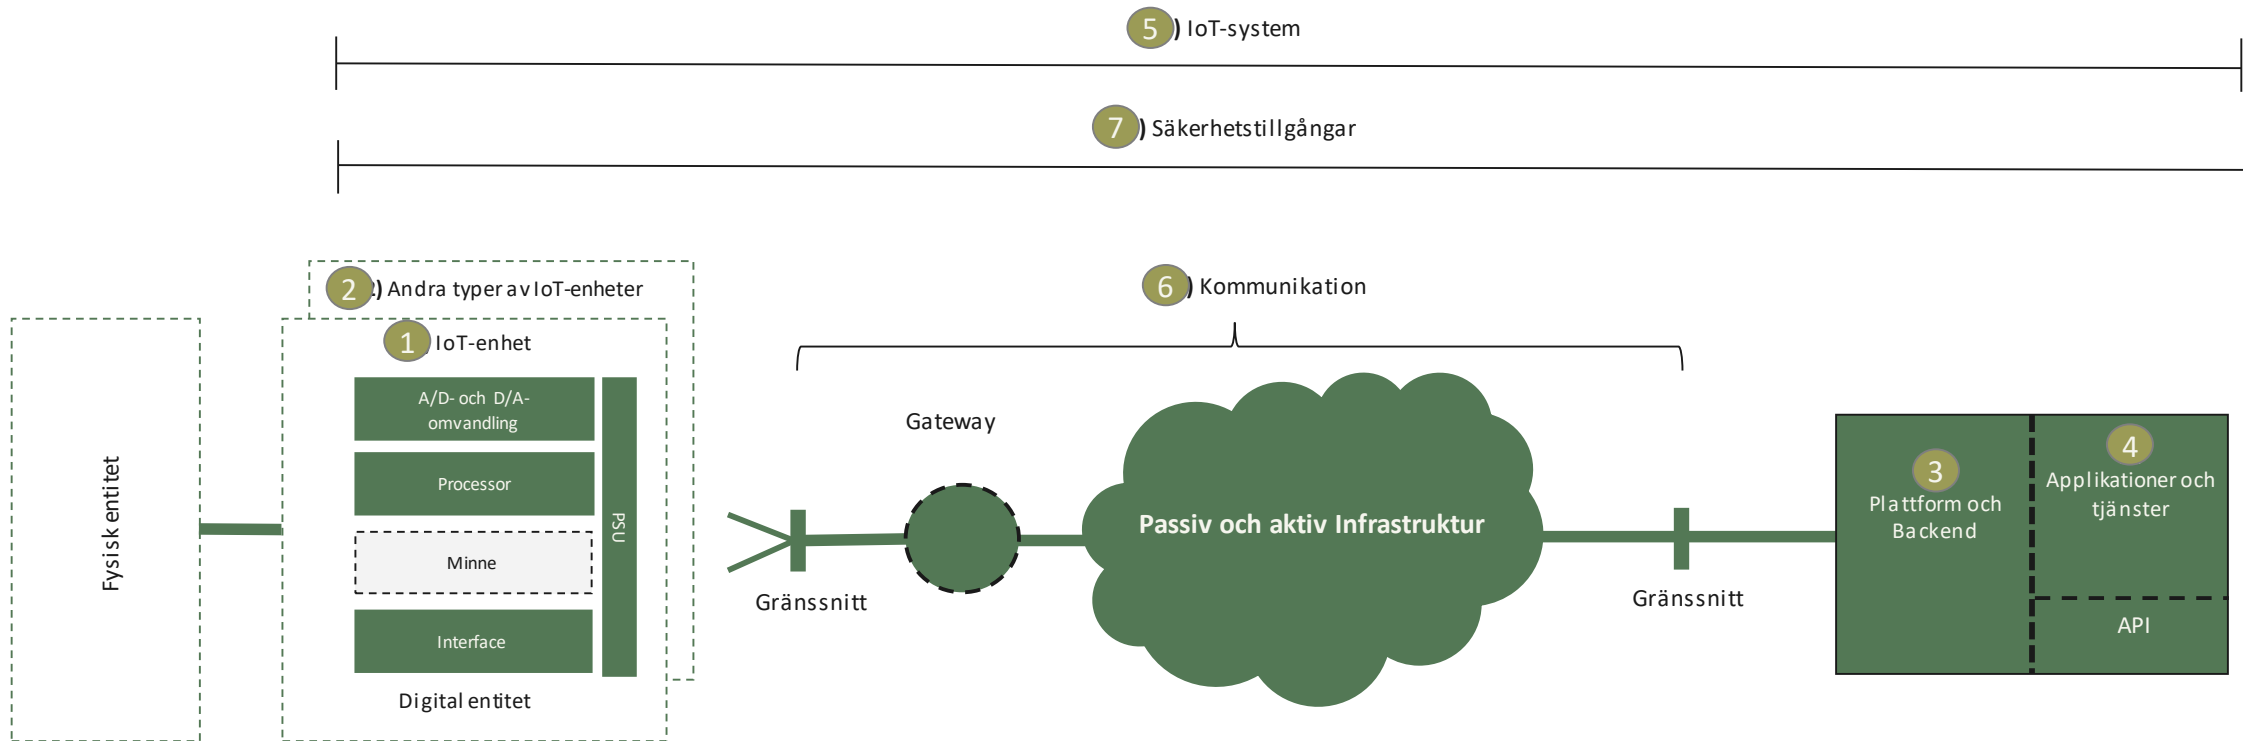 5) IoT-system
7) Säkerhetstillgångar
2) Andra typer av IoT-enheter
6) Kommunikation
1 IoT-enhet
A/D- och D/A-
omvandling
Processor
Minne
Interface
PSU
Digital entitet
Fysisk entitet
Gateway
Gränssnitt
Passiv och aktiv Infrastruktur
Gränssnitt
3
Plattform och
Backend
4
Applikationer och
tjänster
API